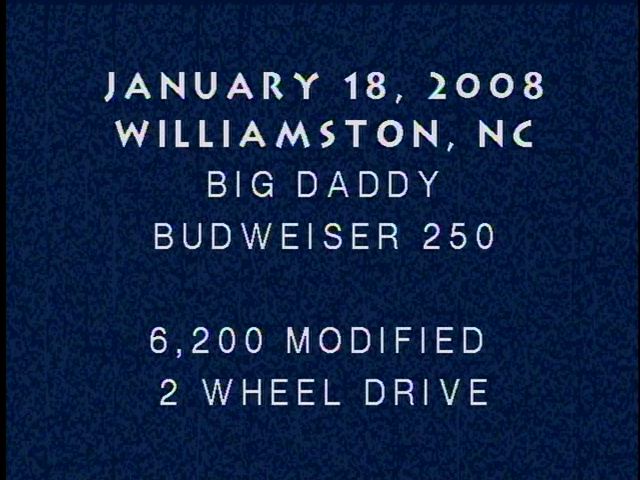 JANUARY 18, 2008
WILLIAMSTON, NC
BIG DADDY
BUDWEISER 250
6,200 MODIFIED
2 WHEEL DRIVE